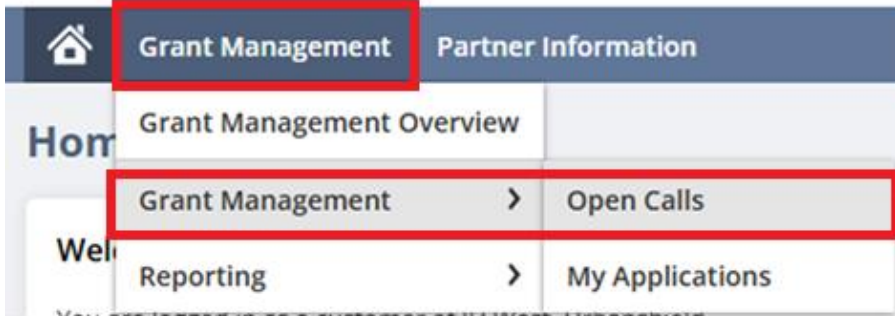 Grant Management Partner Information
Grant Management Overview
Hom
Grant Management > Open Calls
Wel
Reporting > My Applications